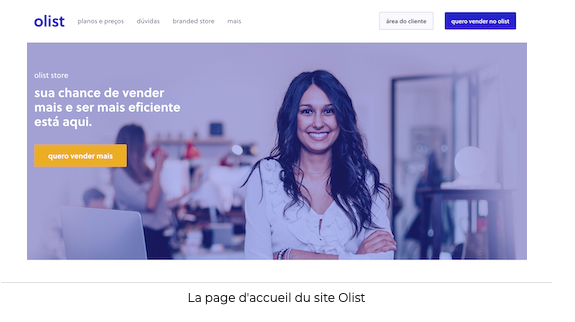 olist planos e preços dúvidas branded store mais área do cliente quero vender no olist
olist store
sua chance de vender
mais e ser mais eficiente
está aqui.
quero vender mais
La page d'accueil du site Olist